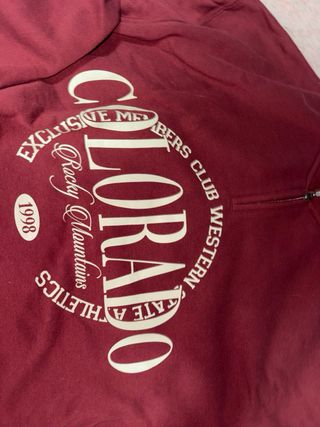 EXCLUSIVE MEMBERS CLUB WESTERN STATE ATHLETICS
COLORADO
Rocky Mountains
1998